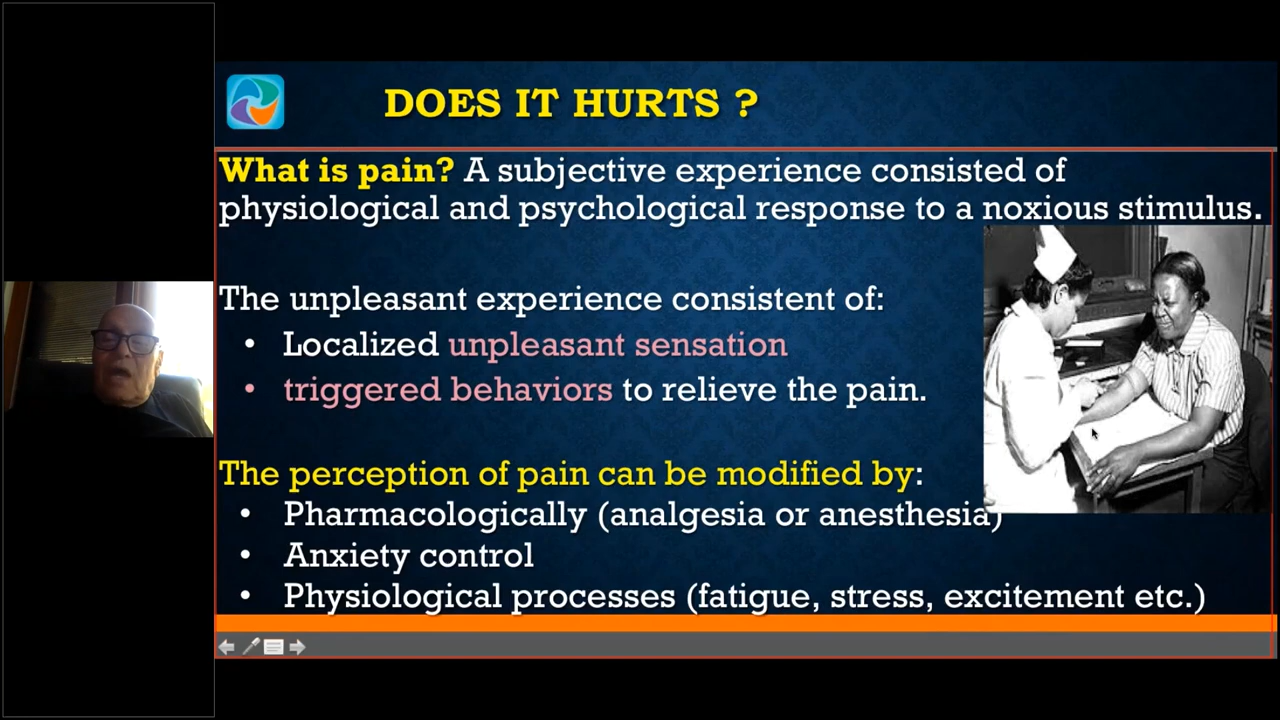 DOES IT HURTS ?
What is pain? A subjective experience consisted of
physiological and psychological response to a noxious stimulus.
The unpleasant experience consistent of:
• Localized unpleasant sensation
• triggered behaviors to relieve the pain.
The perception of pain can be modified by:
• Pharmacologically (analgesia or anesthesia)
• Anxiety control
• Physiological processes (fatigue, stress, excitement etc.)